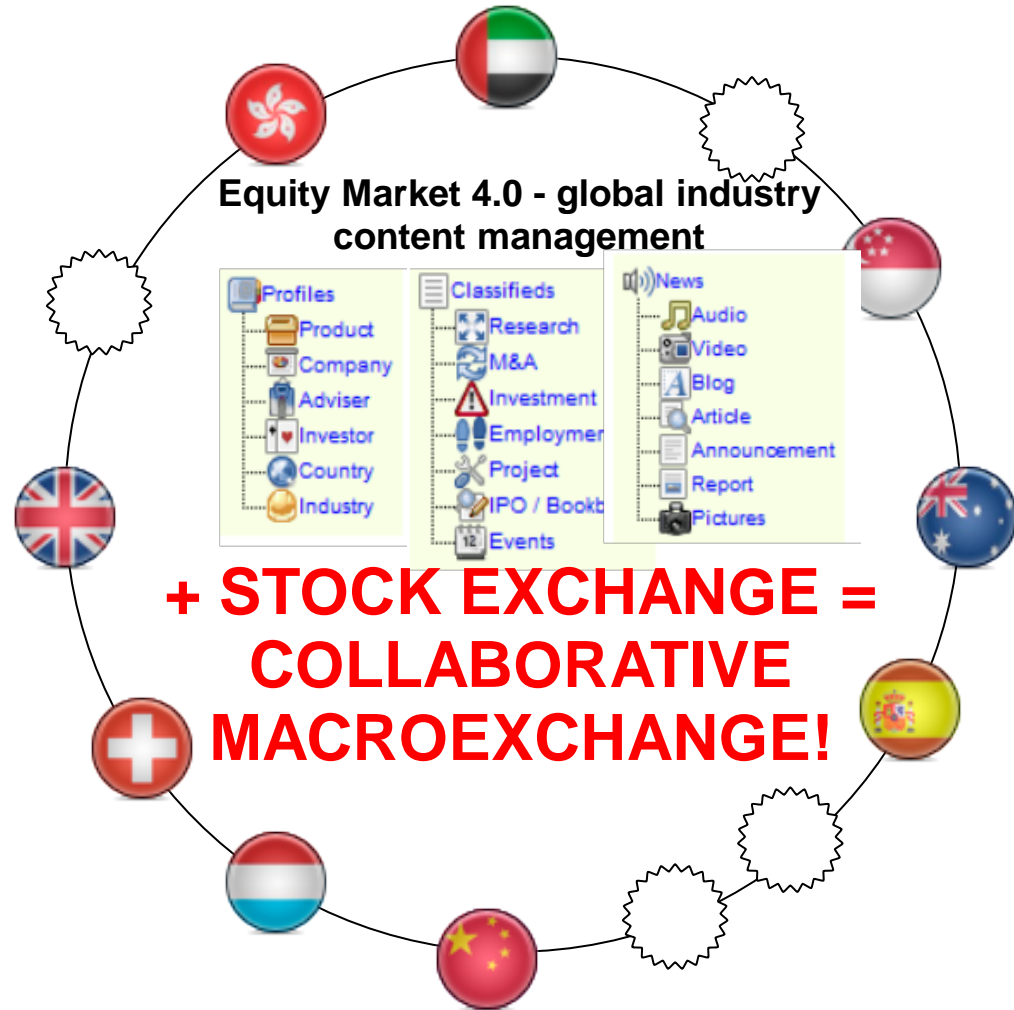 Equity Market 4.0 - global industry
content management
Profiles
Product
Company
Adviser
Investor
Country
Industry
Classifieds
Research
M&A
Investment
Employmer
Project
IPO / Bookb
Events
12
News
Audio
Video
Blog
Article
Announcement
Report
Pictures
+ STOCK EXCHANGE =
COLLABORATIVE
MACROEXCHANGE!